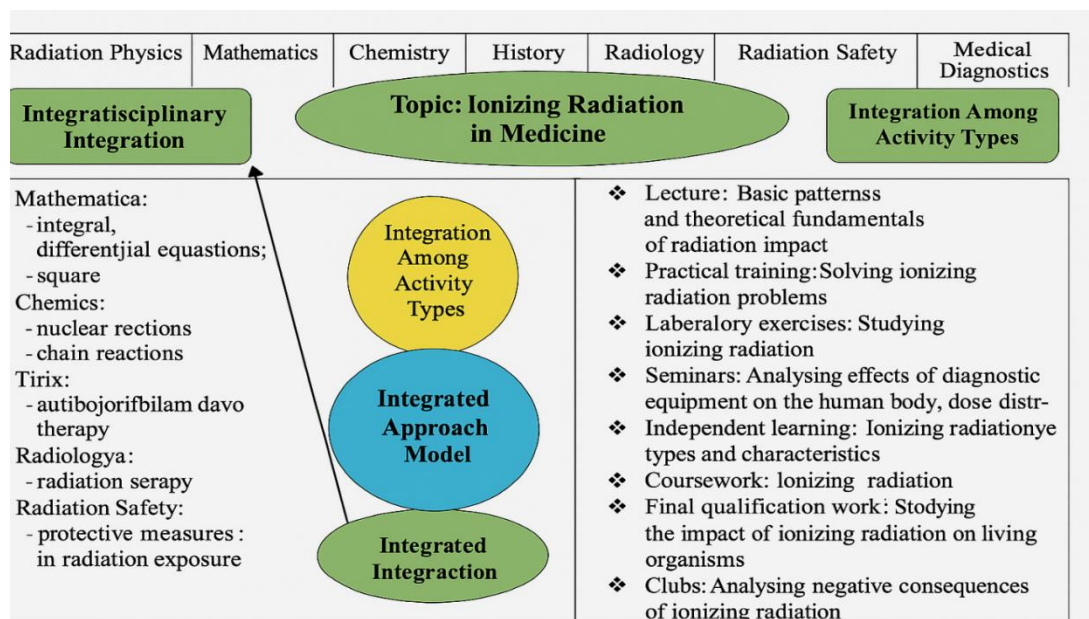 Radiation Physics
Mathematics
Chemistry
History
Radiology
Radiation Safety
Medical
Diagnostics
Integratisciplinary
Integration
Topic: Ionizing Radiation
in Medicine
Integration Among
Activity Types
Mathematica:
- integral,
differentjial equastions;
- square
Chemics:
- nuclear rections
- chain reactions
Tirix:
- autibojorifbilam davo
therapy
Radiologya:
- radiation serapy
Radiation Safety:
- protective measures :
in radiation exposure
Integration
Among
Activity
Types
Integrated
Approach
Model
Integrated
Integraction
❖ Lecture: Basic patternss
and theoretical fundamentals
of radiation impact
❖ Practical training: Solving ionizing
radiation problems
❖ Laberalory exercises: Studying
ionizing radiation
❖ Seminars: Analysing effects of diagnostic
equipment on the human body, dose distr-
❖ Independent learning: Ionizing radiationye
types and characteristics
❖ Coursework: Ionizing radiation
❖ Final qualification work: Studying
the impact of ionizing radiation on living
organisms
❖ Clubs: Analysing negative consequences
of ionizing radiation